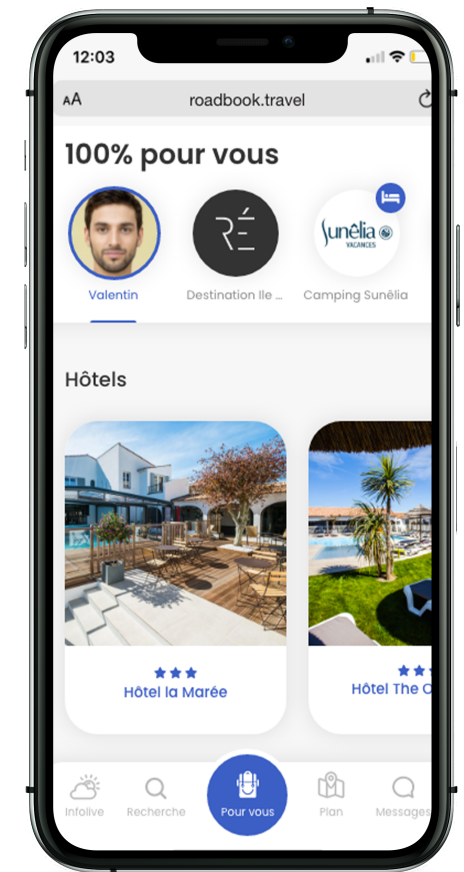 12:03
AA
roadbook.travel
100% pour vous
RÉ
Sunêlia
VACANCES
Valentin
Destination Ile ...
Camping Sunêlia
Hôtels
Hôtel la Marée
Hôtel The
Infolive
Recherche
Pour vous
Plan
Messages